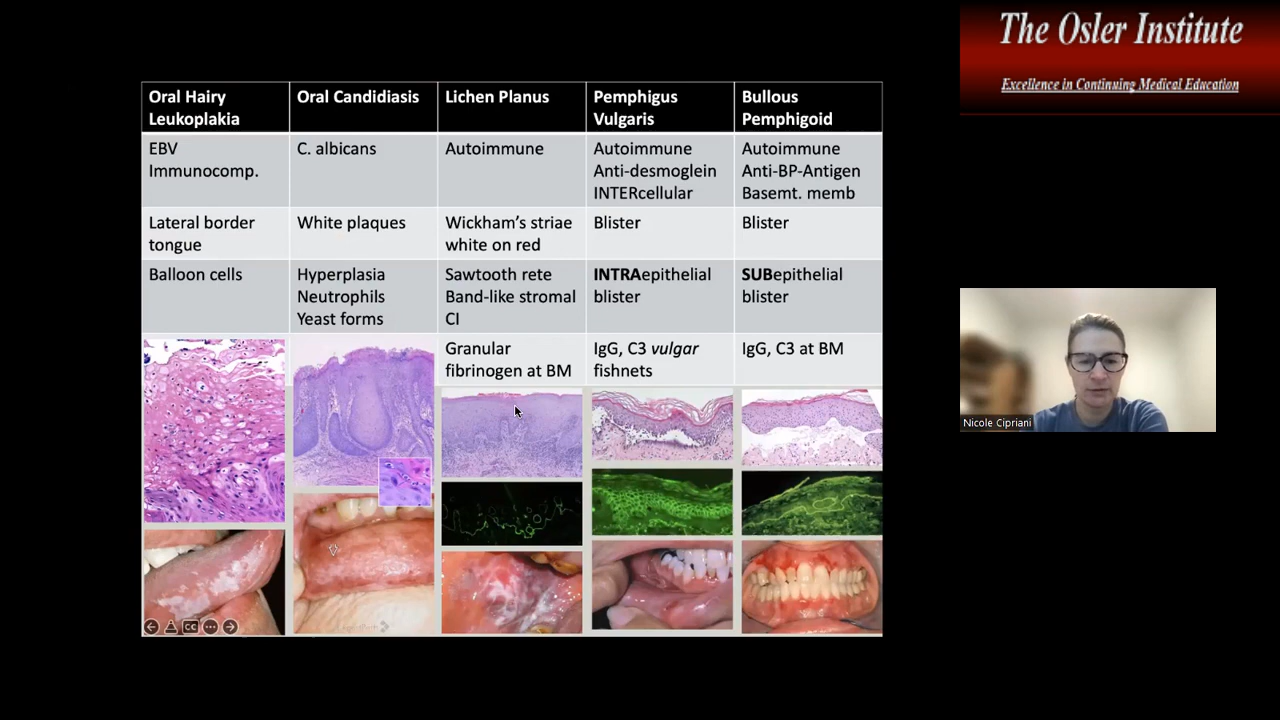 The Osler Institute
Excellence in Continuing Medical Education
Oral Hairy
Leukoplakia
Oral Candidiasis
Lichen Planus
Pemphigus
Vulgaris
Bullous
Pemphigoid
EBV
Immunocomp.
C. albicans
Autoimmune
Autoimmune
Anti-desmoglein
INTERcellular
Autoimmune
Anti-BP-Antigen
Basemt. memb
Lateral border
tongue
White plaques
Wickham’s striae
white on red
Blister
Blister
Balloon cells
Hyperplasia
Neutrophils
Yeast forms
Sawtooth rete
Band-like stromal
CI
INTRAepithelial
blister
SUBepithelial
blister
Granular
fibrinogen at BM
IgG, C3 vulgar
fishnets
IgG, C3 at BM
CC
Nicole Cipriani